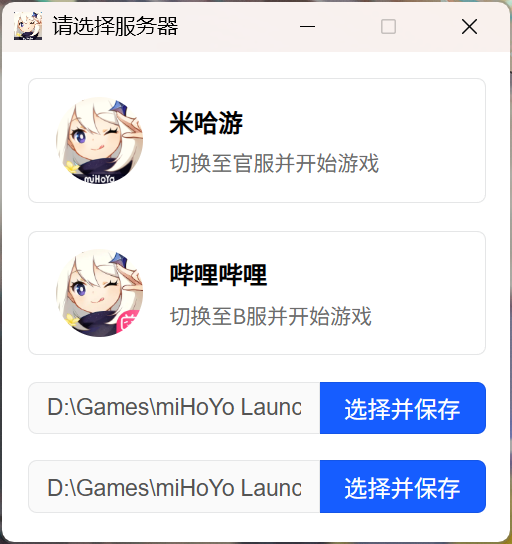 请选择服务器
miHoYo
米哈游
切换至官服并开始游戏
哔哩哔哩
切换至B服并开始游戏
D:\Games\miHoYo Launc
选择并保存
D:\Games\miHoYo Launc
选择并保存